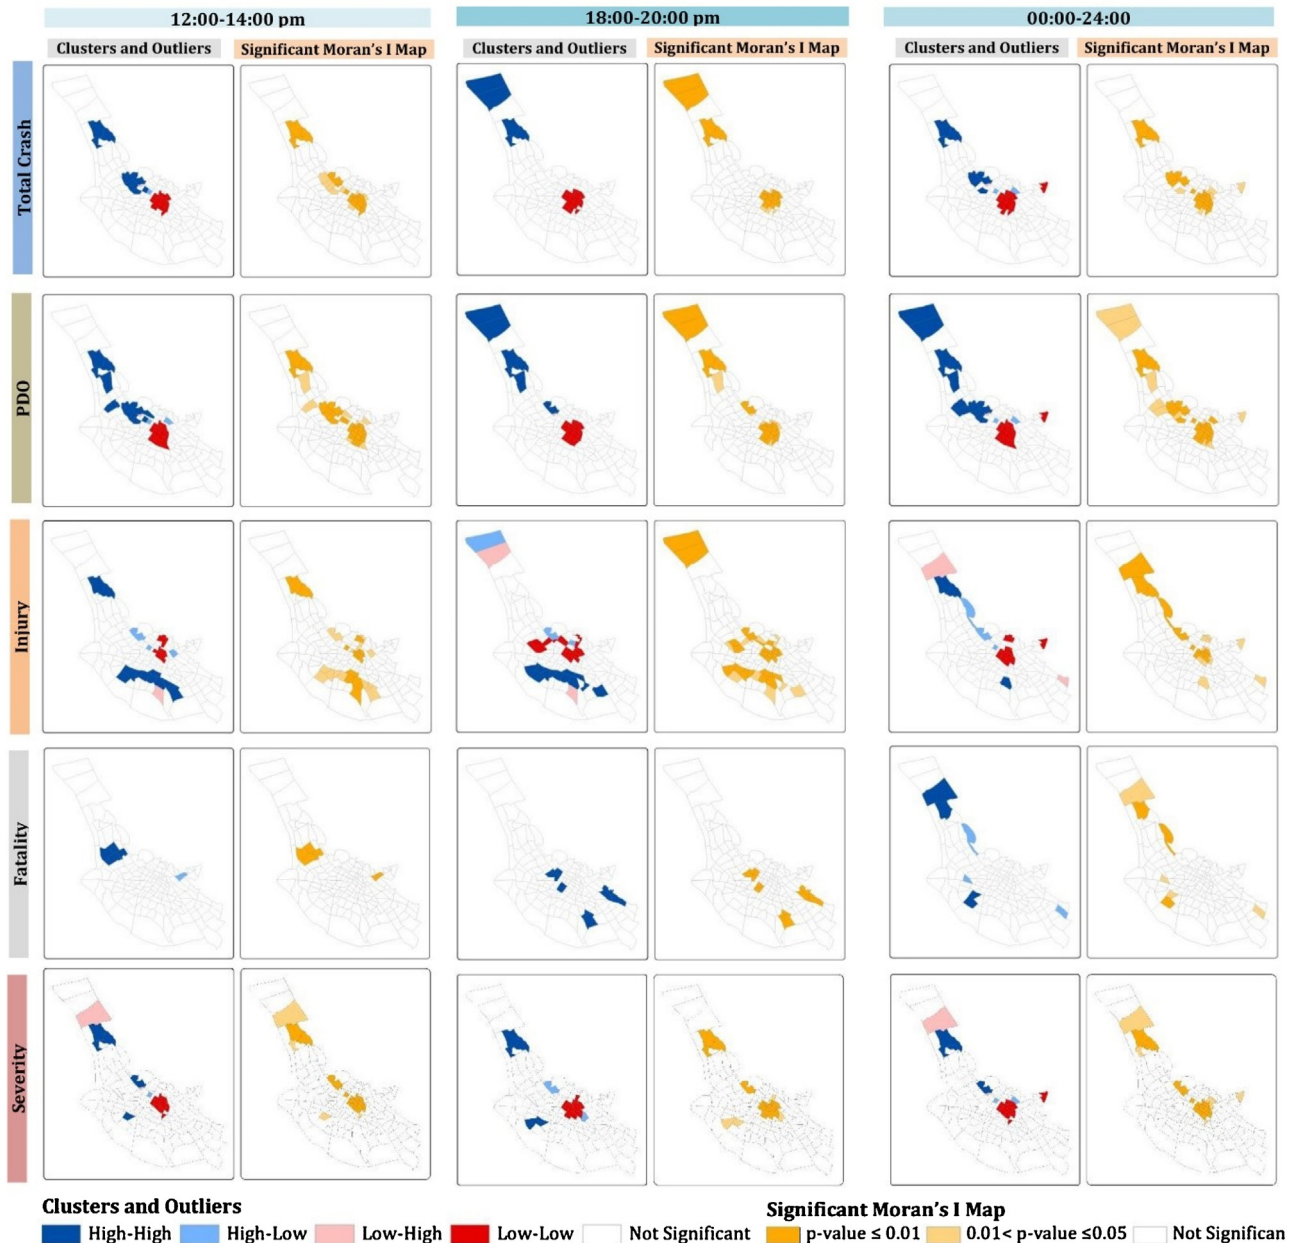 12:00-14:00 pm
18:00-20:00 pm
00:00-24:00
Clusters and Outliers
Significant Moran's I Map
Clusters and Outliers
Significant Moran's I Map
Clusters and Outliers
Significant Moran's I Map
Total Crash
PDO
Injury
Fatality
Severity
Clusters and Outliers
High-High
High-Low
Low-High
Low-Low
Not Significant
Significant Moran's I Map
p-value ≤ 0.01
0.01< p-value ≤0.05
Not Significan